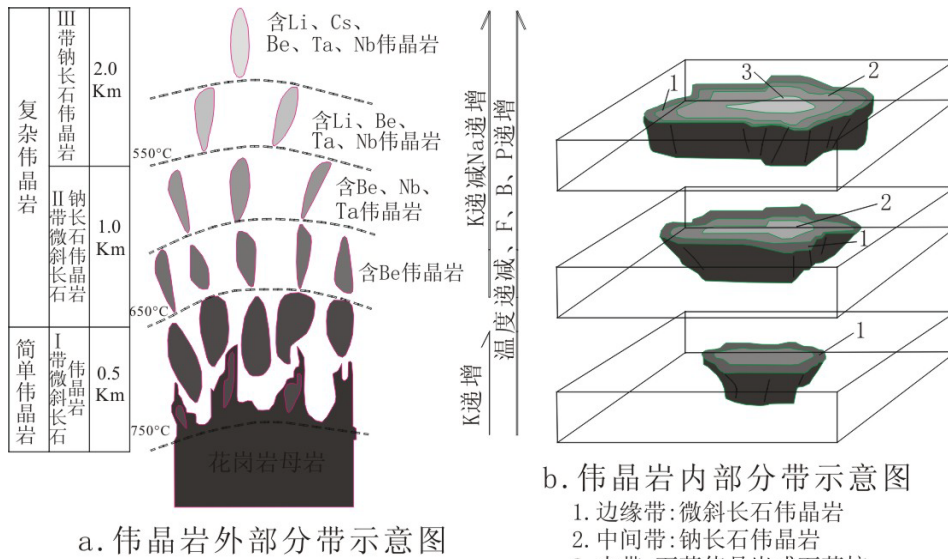 复杂伟晶岩
简单伟晶岩
III
带钠长石伟晶岩
II
带微斜长石
钠长石伟晶岩
I
带微斜长石
伟晶岩
2.0
Km
1.0
Km
0.5
Km
550°C
650°C
750°C
含Li、Cs、
Be、Ta、Nb伟晶岩
含Li、Be、
Ta、Nb伟晶岩
含Be、Nb、
Ta伟晶岩
含Be伟晶岩
花岗岩母岩
K递减Na递增
K递增
温度递减、F、B、P递增
a.伟晶岩外部分带示意图
1
3
2
2
1
1
b.伟晶岩内部分带示意图
1.边缘带:微斜长石伟晶岩
2.中间带:钠长石伟晶岩